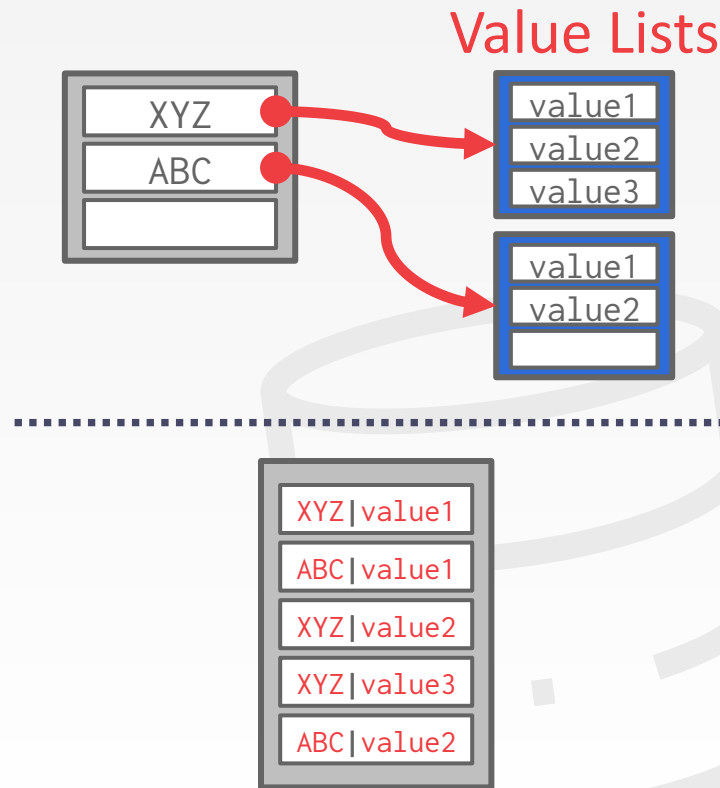 Value Lists
XYZ
ABC
value1
value2
value3
value1
value2
XYZ|value1
ABC|value1
XYZ|value2
XYZ|value3
ABC|value2